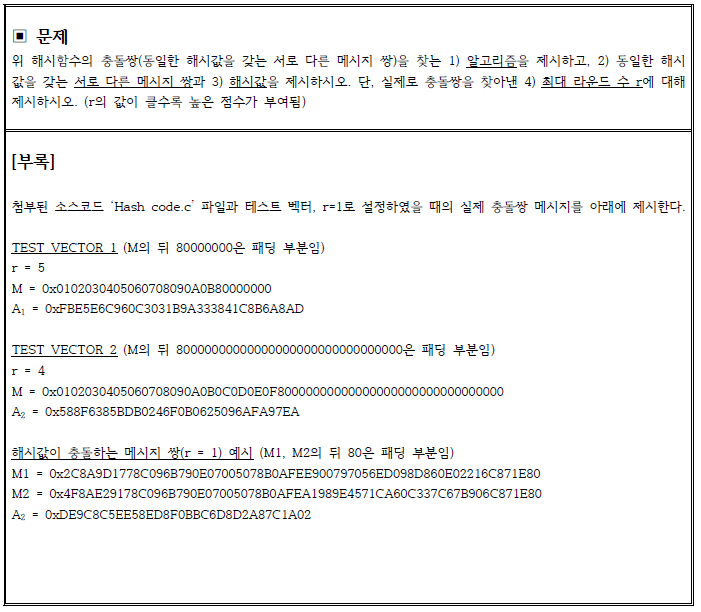 ▣ 문제
위 해시함수의 충돌쌍(동일한 해시값을 갖는 서로 다른 메시지 쌍)을 찾는 1) 알고리즘을 제시하고, 2) 동일한 해시
값을 갖는 서로 다른 메시지 쌍과 3) 해시값을 제시하시오. 단, 실제로 충돌쌍을 찾아낸 4) 최대 라운드 수 r에 대해
제시하시오. (r의 값이 클수록 높은 점수가 부여됨)
[부록]
첨부된 소스코드 ‘Hash code.c’ 파일과 테스트 벡터, r=1로 설정하였을 때의 실제 충돌쌍 메시지를 아래에 제시한다.
TEST VECTOR 1 (M의 뒤 80000000은 패딩 부분임)
r = 5
M = 0x0102030405060708090A0B80000000
A₁ = 0xFBE5E6C960C3031B9A333841C8B6A8AD
TEST VECTOR 2 (M의 뒤 80000000000000000000000000000000은 패딩 부분임)
r = 4
M = 0x0102030405060708090A0B0C0D0E0F80000000000000000000000000000000
A₂ = 0x588F6385BDB0246F0B0625096AFA97EA
해시값이 충돌하는 메시지 쌍(r = 1) 예시 (M1, M2의 뒤 80은 패딩 부분임)
M1 = 0x2C8A9D1778C096B790E07005078B0AFEE900797056ED098D860E02216C871E80
M2 = 0x4F8AE29178C096B790E07005078B0AFEA1989E4571CA60C337C67B906C871E80
A₂ = 0xDE9C8C5EE58ED8F0BBC6D8D2A87C1A02